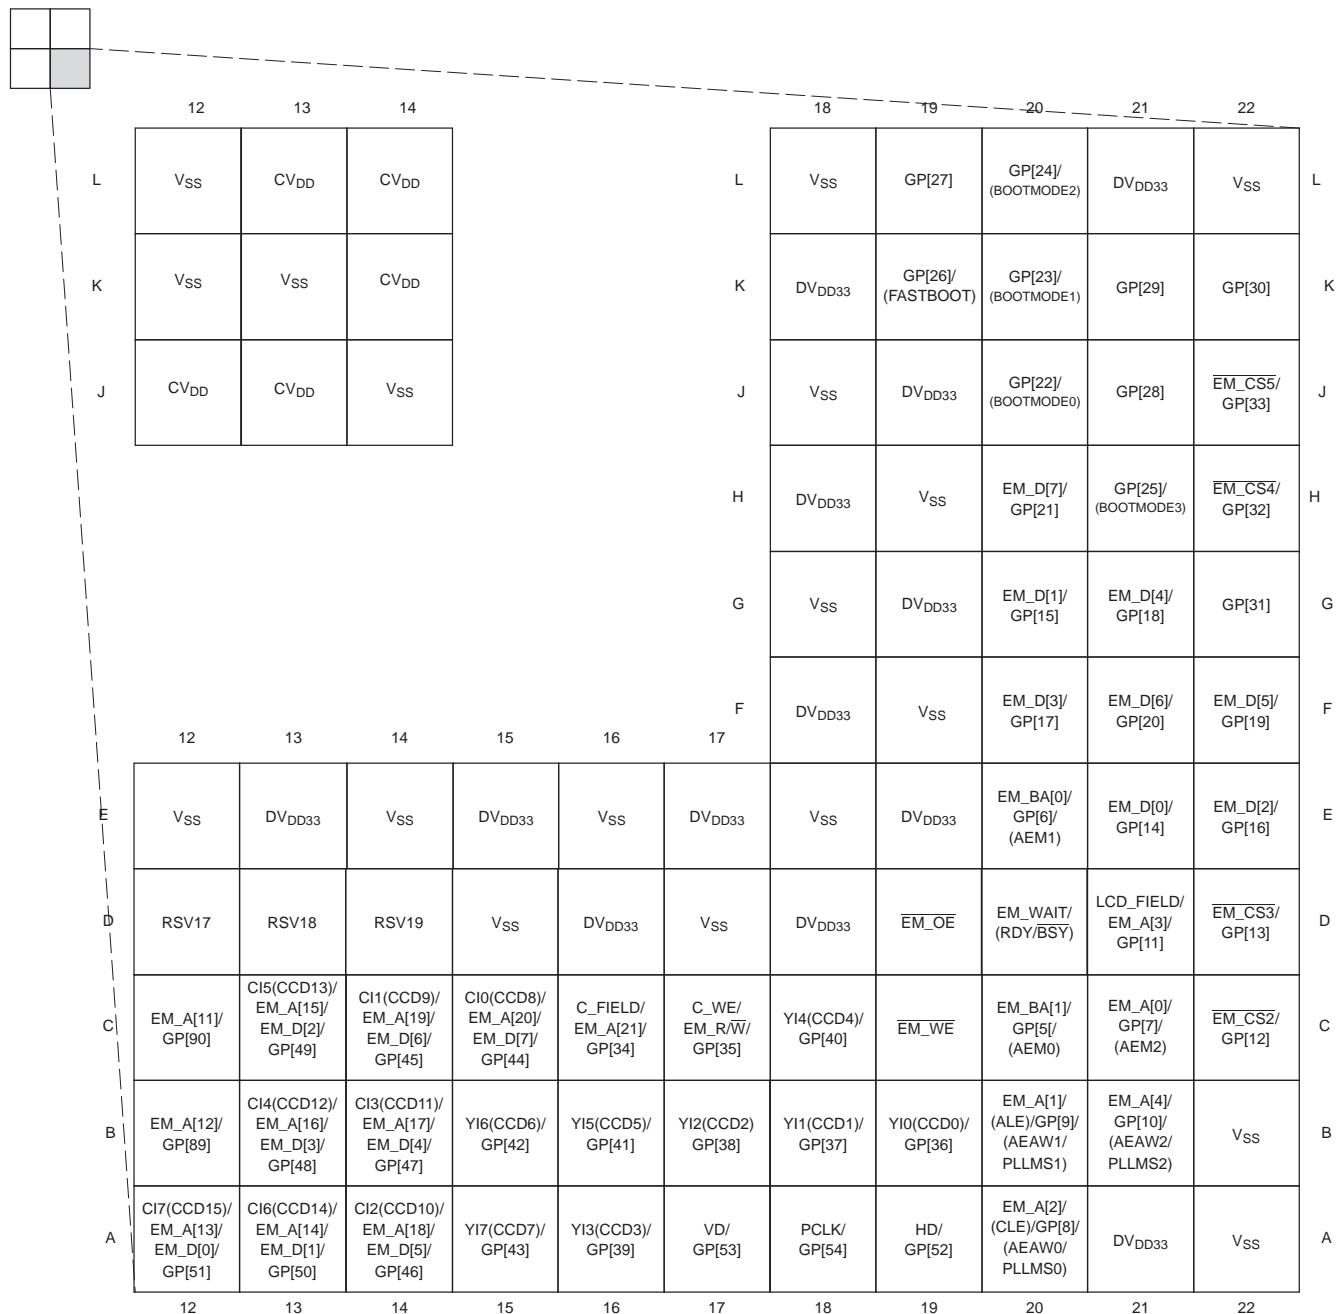 12 13 14 18 19 20 21 22
L VSS CVDD CVDD L VSS GP[27] GP[24]/ (BOOTMODE2) DVDD33 VSS L
K VSS VSS CVDD K DVDD33 GP[26]/ (FASTBOOT) GP[23]/ (BOOTMODE1) GP[29] GP[30] K
J CVDD CVDD VSS J VSS DVDD33 GP[22]/ (BOOTMODE0) GP[28] EM_CS5/ GP[33] J
H DVDD33 VSS EM_D[7]/ GP[21] GP[25]/ (BOOTMODE3) EM_CS4/ GP[32] H
G VSS DVDD33 EM_D[1]/ GP[15] EM_D[4]/ GP[18] GP[31] G
F DVDD33 VSS EM_D[3]/ GP[17] EM_D[6]/ GP[20] EM_D[5]/ GP[19] F
12 13 14 15 16 17
E VSS DVDD33 VSS DVDD33 VSS DVDD33 VSS DVDD33 EM_BA[0]/ GP[6]/ (AEM1) EM_D[0]/ GP[14] EM_D[2]/ GP[16] E
D RSV17 RSV18 RSV19 VSS DVDD33 VSS DVDD33 EM_OE EM_WAIT/ (RDY/BSY) LCD_FIELD/ EM_A[3]/ GP[11] EM_CS3/ GP[13] D
C EM_A[11]/ GP[90] CI5(CCD13)/ EM_A[15]/ EM_D[2]/ GP[49] CI1(CCD9)/ EM_A[19]/ EM_D[6]/ GP[45] CI0(CCD8)/ EM_A[20]/ EM_D[7]/ GP[44] C_FIELD/ EM_A[21]/ GP[34] C_WE/ EM_R/W/ GP[35] YI4(CCD4)/ GP[40] EM_WE EM_BA[1]/ GP[5[/ (AEM0) EM_A[0]/ GP[7]/ (AEM2) EM_CS2/ GP[12] C
B EM_A[12]/ GP[89] CI4(CCD12)/ EM_A[16]/ EM_D[3]/ GP[48] CI3(CCD11)/ EM_A[17]/ EM_D[4]/ GP[47] YI6(CCD6)/ GP[42] YI5(CCD5)/ GP[41] YI2(CCD2) GP[38] YI1(CCD1)/ GP[37] YI0(CCD0)/ GP[36] EM_A[1]/ (ALE)/GP[9]/ (AEAW1/ PLLMS1) EM_A[4]/ GP[10]/ (AEAW2/ PLLMS2) VSS B
A CI7(CCD15)/ EM_A[13]/ EM_D[0]/ GP[51] CI6(CCD14)/ EM_A[14]/ EM_D[1]/ GP[50] CI2(CCD10)/ EM_A[18]/ EM_D[5]/ GP[46] YI7(CCD7)/ GP[43] YI3(CCD3)/ GP[39] VD/ GP[53] PCLK/ GP[54] HD/ GP[52] EM_A[2]/ (CLE)/GP[8]/ (AEAW0/ PLLMS0) DVDD33 VSS A
12 13 14 15 16 17 18 19 20 21 22